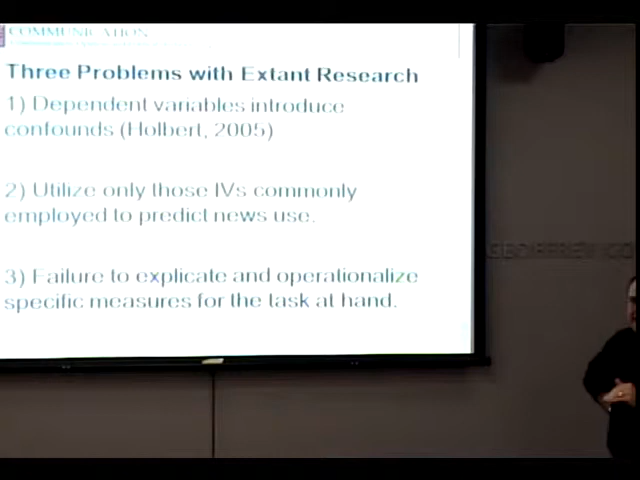 COMMUNICATION
Three Problems with Extant Research
1) Dependent variables introduce
confounds (Holbert, 2005)
2) Utilize only those IVs commonly
employed to predict news use.
3) Failure to explicate and operationalize
specific measures for the task at hand.
GEOFFREY